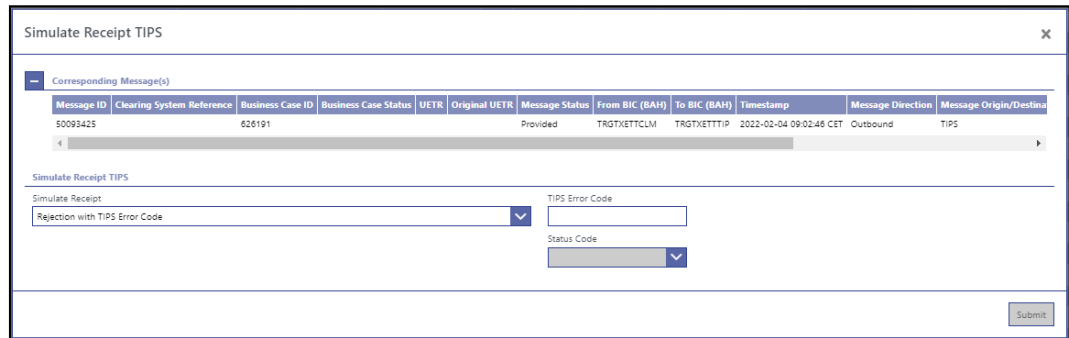 Simulate Receipt TIPS
Corresponding Message(s)
Message ID Clearing System Reference Business Case ID Business Case Status UETR Original UETR Message Status From BIC (BAH) To BIC (BAH) Timestamp Message Direction Message Origin/Destina
50093425 626191 Provided TRGTXETTCLM TRGTXETTTIP 2022-02-04 09:02:46 CET Outbound TIPS
Simulate Receipt TIPS
Simulate Receipt TIPS Error Code
Rejection with TIPS Error Code
Status Code
Submit